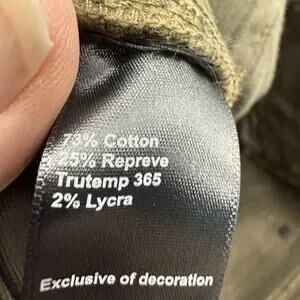 73% Cotton
25% Repreve
Trutemp 365
2% Lycra
Exclusive of decoration